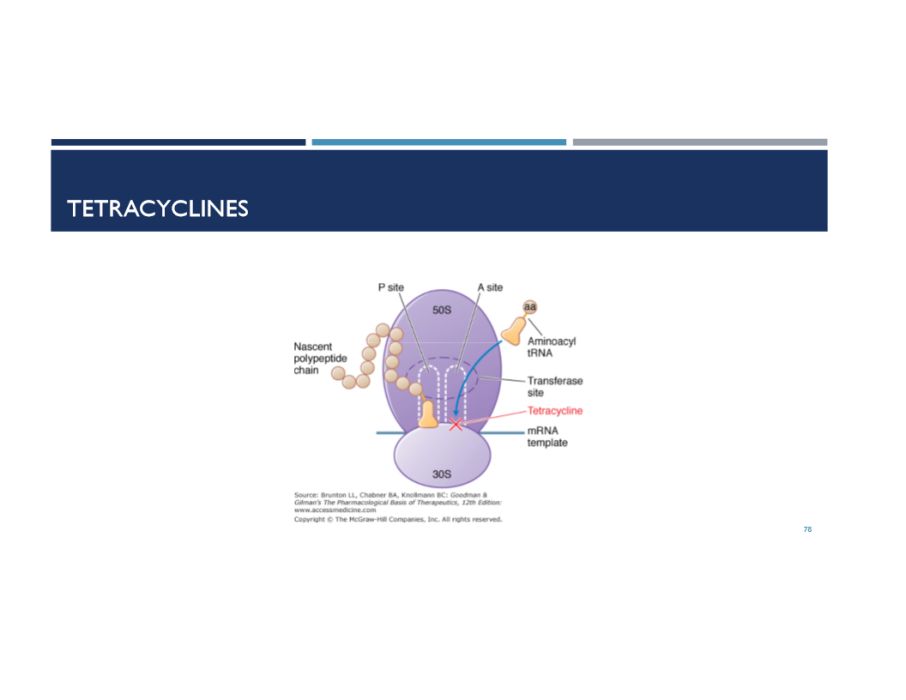 TETRACYCLINES
P site
A site
50S
aa
Nascent
polypeptide
chain
Aminoacyl
tRNA
Transferase
site
Tetracycline
mRNA
template
30S
Source: Brunton LL, Chabner BA, Knollmann BC: Goodman &
Gilman's The Pharmacological Basis of Therapeutics, 12th Edition:
www.accessmedicine.com
Copyright © The McGraw-Hill Companies, Inc. All rights reserved.
78